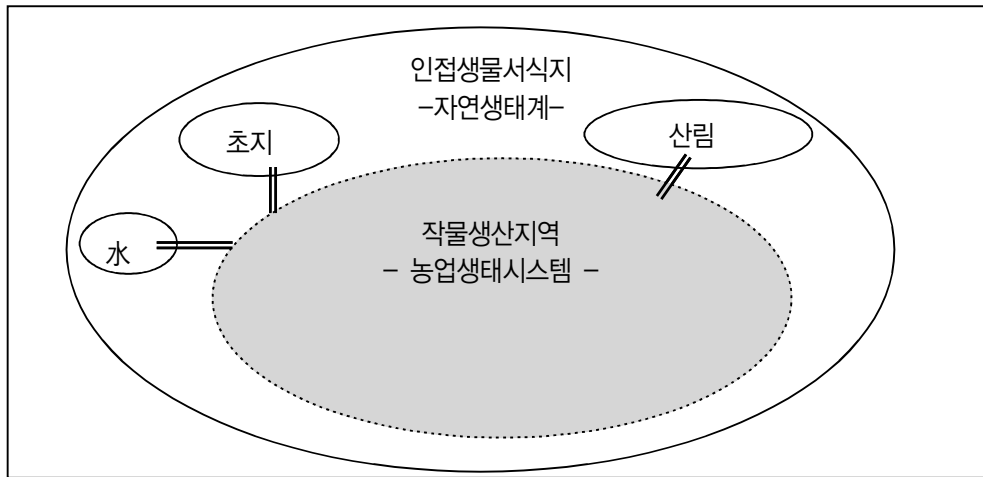 인접생물서식지
–자연생태계–
초지
산림
水
작물생산지역
– 농업생태시스템 –